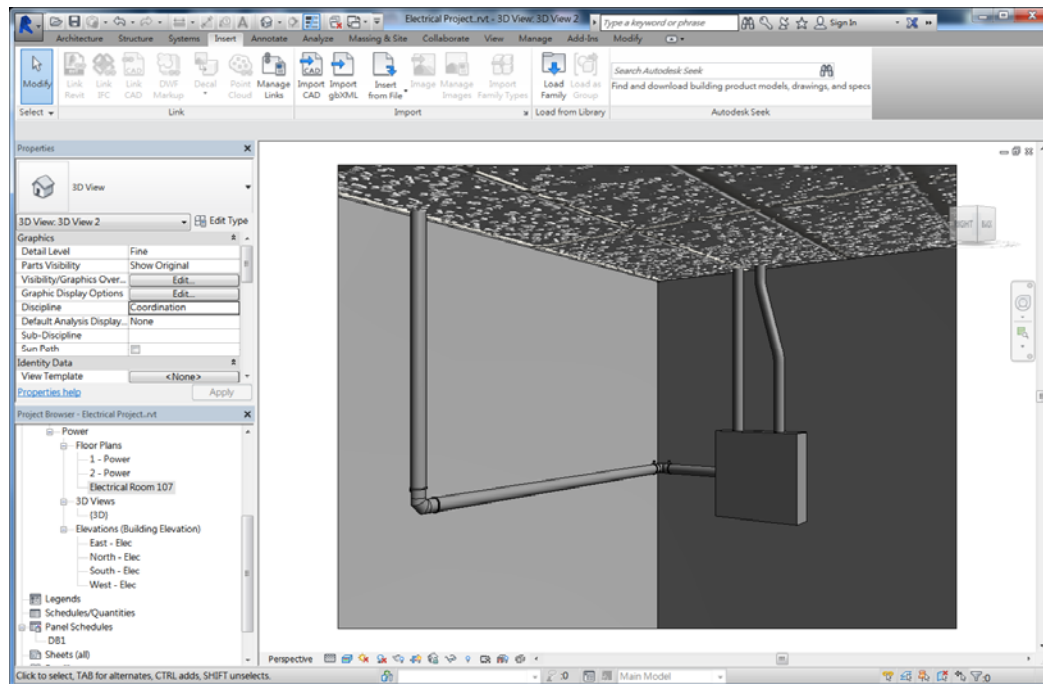 Electrical Project.rvt - 3D View: 3D View 2
Type a keyword or phrase
Sign In
Architecture Structure Systems Insert Annotate Analyze Massing & Site Collaborate View Manage Add-Ins Modify
Modify
Link Revit
Link IFC
Link CAD
DWF Markup
Decal
Point Cloud
Manage Links
Import CAD
Import gbXML
Insert from File
Image
Manage Images
Import Family Types
Load Family
Load as Group
Search Autodesk Seek
Find and download building product models, drawings, and specs
Select
Link
Import
Load from Library
Autodesk Seek
Properties
3D View
3D View: 3D View 2
Edit Type
Graphics
Detail Level Fine
Parts Visibility Show Original
Visibility/Graphics Over... Edit...
Graphic Display Options Edit...
Discipline Coordination
Default Analysis Display... None
Sub-Discipline
Sun Path
Identity Data
View Template <None>
Properties help
Apply
Project Browser - Electrical Project..rvt
Power
Floor Plans
1 - Power
2 - Power
Electrical Room 107
3D Views
{3D}
Elevations (Building Elevation)
East - Elec
North - Elec
South - Elec
West - Elec
Legends
Schedules/Quantities
Panel Schedules
DB1
Sheets (all)
RIGHT
Perspective
Click to select, TAB for alternates, CTRL adds, SHIFT unselects.
:0
Main Model
:0